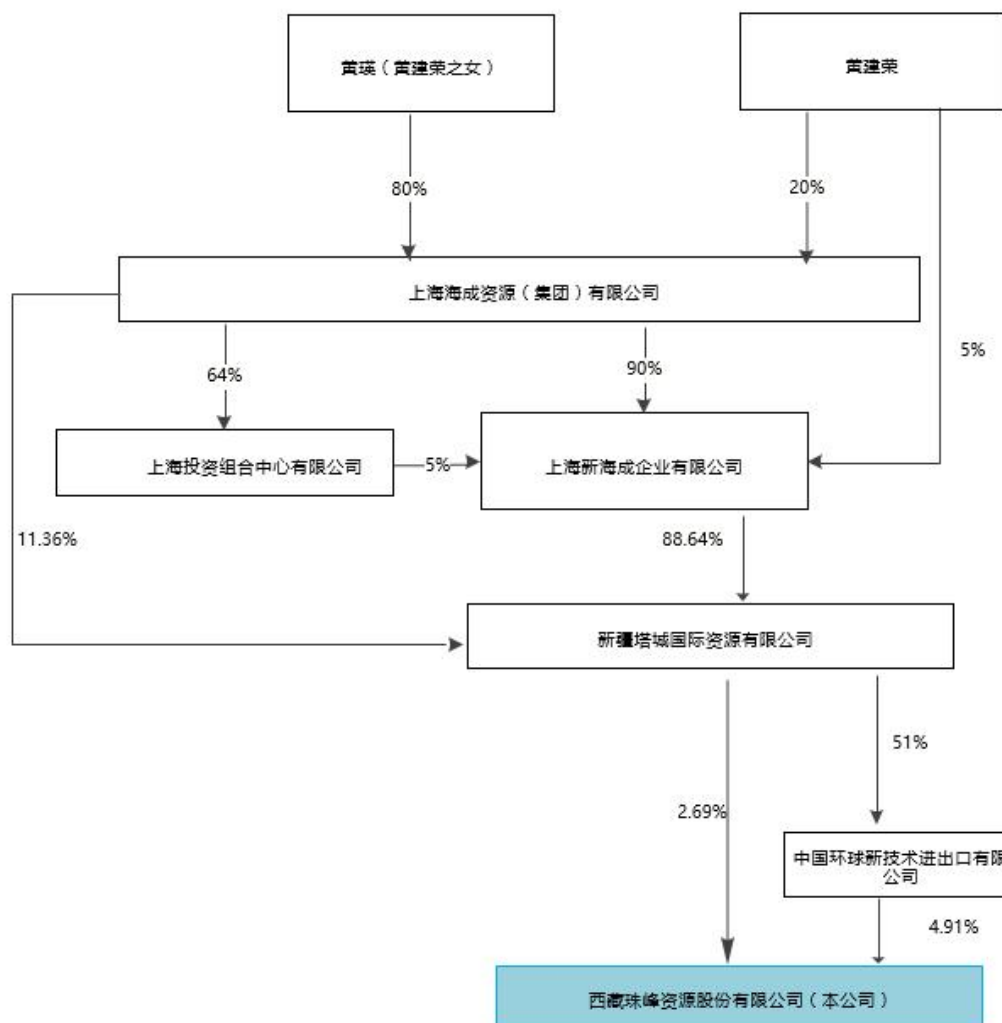 黄瑛（黄建荣之女）
黄建荣
80%
20%
上海海成资源（集团）有限公司
64%
90%
5%
上海投资组合中心有限公司
5%
上海新海成企业有限公司
11.36%
88.64%
新疆塔城国际资源有限公司
51%
2.69%
中国环球新技术进出口有限
公司
4.91%
西藏珠峰资源股份有限公司（本公司）